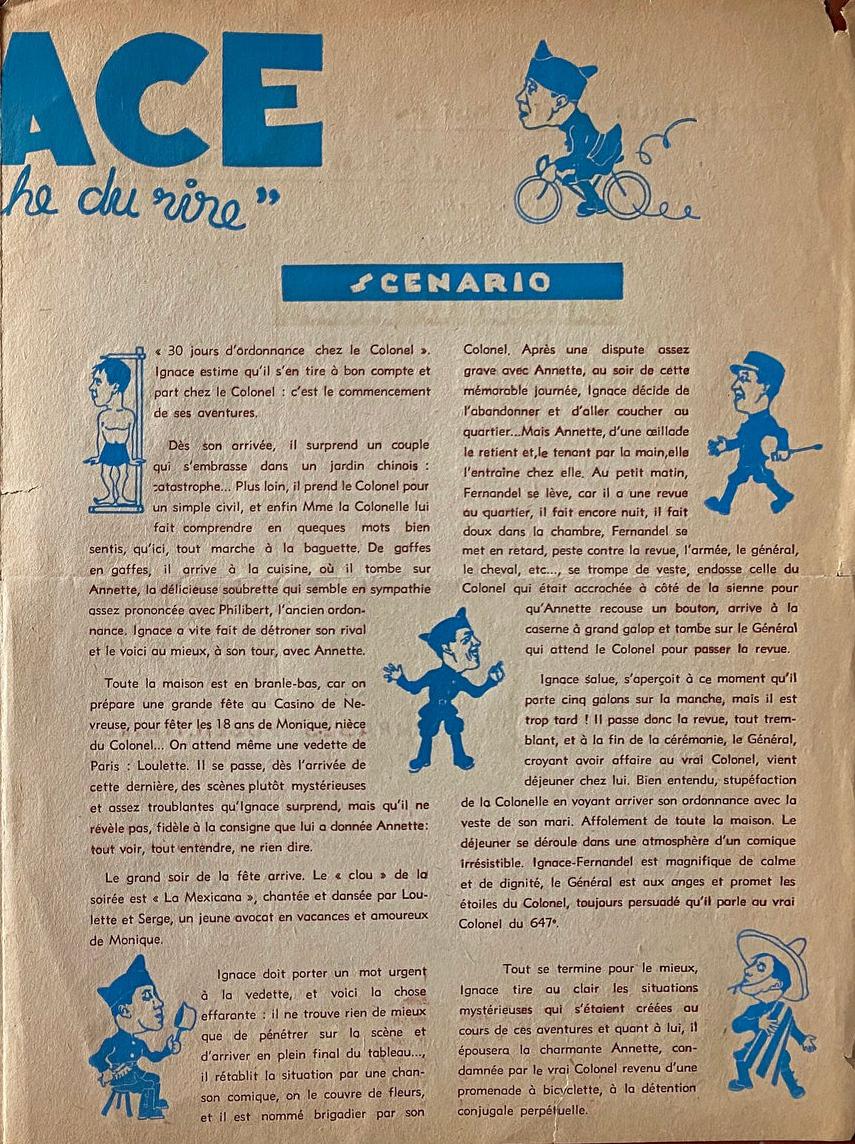 ACE
he du rire"
SCENARIO
« 30 jours d'ordonnance chez le Colonel ».
Ignace estime qu'il s'en tire à bon compte et
part chez le Colonel : c'est le commencement
de ses aventures.
Dès son arrivée, il surprend un couple
qui s'embrasse dans un jardin chinois :
catastrophe... Plus loin, il prend le Colonel pour
un simple civil, et enfin Mme la Colonelle lui
fait comprendre en queques mots bien
sentis, qu'ici, tout marche à la baguette. De gaffes
en gaffes, il arrive à la cuisine, où il tombe sur
Annette, la délicieuse soubrette qui semble en sympathie
assez prononcée avec Philibert, l'ancien ordon-
nance. Ignace a vite fait de détroner son rival
et le voici au mieux, à son tour, avec Annette.
Toute la maison est en branle-bas, car on
prépare une grande fête au Casino de Ne-
vreuse, pour fêter les 18 ans de Monique, nièce
du Colonel... On attend même une vedette de
Paris : Loulette. Il se passe, dès l'arrivée de
cette dernière, des scènes plutôt mystérieuses
et assez troublantes qu'Ignace surprend, mais qu'il ne
révèle pas, fidèle à la consigne que lui a donnée Annette:
tout voir, tout entendre, ne rien dire.
Le grand soir de la fête arrive. Le « clou » de la
soirée est « La Mexicana », chantée et dansée par Lou-
lette et Serge, un jeune avocat en vacances et amoureux
de Monique.
Ignace doit porter un mot urgent
à la vedette, et voici la chose
effarante : il ne trouve rien de mieux
que de pénétrer sur la scène et
d'arriver en plein final du tableau...,
il rétablit la situation par une chan-
son comique, on le couvre de fleurs,
et il est nommé brigadier par son
Colonel. Après une dispute assez
grave avec Annette, au soir de cette
mémorable journée, Ignace décide de
l'abandonner et d'aller coucher au
quartier...Mais Annette, d'une œillade
le retient et,le tenant par la main,elle
l'entraîne chez elle. Au petit matin,
Fernandel se lève, car il a une revue
au quartier, il fait encore nuit, il fait
doux dans la chambre, Fernandel se
met en retard, peste contre la revue, l'armée, le général,
le cheval, etc..., se trompe de veste, endosse celle du
Colonel qui était accrochée à côté de la sienne pour
qu'Annette recouse un bouton, arrive à la
caserne à grand galop et tombe sur le Général
qui attend le Colonel pour passer la revue.
Ignace salue, s'aperçoit à ce moment qu'il
porte cinq galons sur la manche, mais il est
trop tard ! Il passe donc la revue, tout trem-
blant, et à la fin de la cérémonie, le Général,
croyant avoir affaire au vrai Colonel, vient
déjeuner chez lui. Bien entendu, stupéfaction
de la Colonelle en voyant arriver son ordonnance avec la
veste de son mari. Affolement de toute la maison. Le
déjeuner se déroule dans une atmosphère d'un comique
irrésistible. Ignace-Fernandel est magnifique de calme
et de dignité, le Général est aux anges et promet les
étoiles du Colonel, toujours persuadé qu'il parle au vrai
Colonel du 647e.
Tout se termine pour le mieux,
Ignace tire au clair les situations
mystérieuses qui s'étaient créées au
cours de ces aventures et quant à lui, il
épousera la charmante Annette, con-
damnée par le vrai Colonel revenu d'une
promenade à bicyclette, à la détention
conjugale perpétuelle.